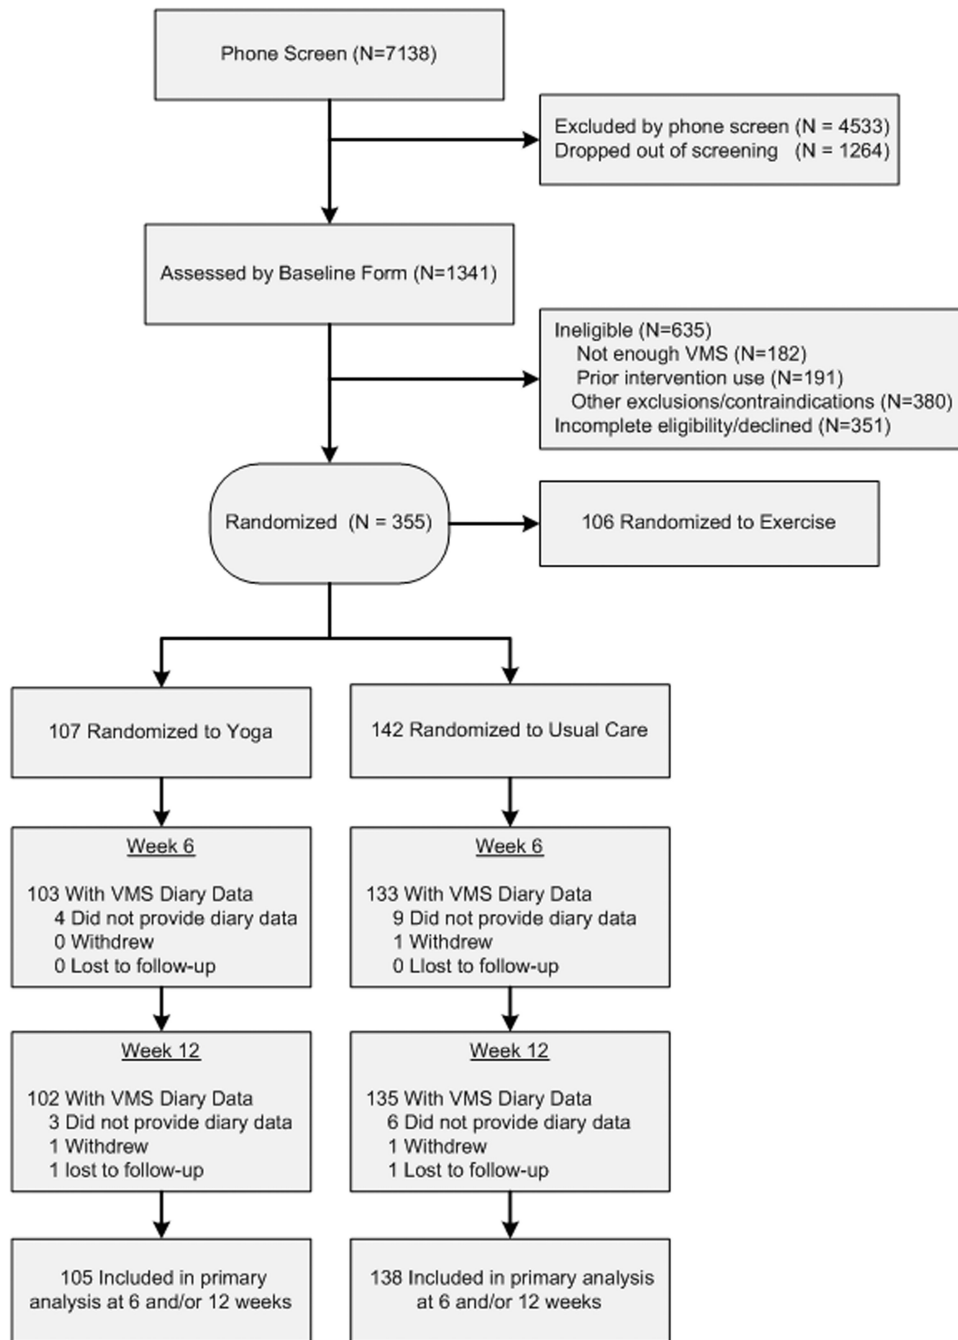 Phone Screen (N=7138)
Excluded by phone screen (N = 4533)
Dropped out of screening (N = 1264)
Assessed by Baseline Form (N=1341)
Ineligible (N=635)
Not enough VMS (N=182)
Prior intervention use (N=191)
Other exclusions/contraindications (N=380)
Incomplete eligibility/declined (N=351)
Randomized (N = 355)
106 Randomized to Exercise
107 Randomized to Yoga
142 Randomized to Usual Care
Week 6
103 With VMS Diary Data
4 Did not provide diary data
0 Withdrew
0 Lost to follow-up
Week 6
133 With VMS Diary Data
9 Did not provide diary data
1 Withdrew
0 Llost to follow-up
Week 12
102 With VMS Diary Data
3 Did not provide diary data
1 Withdrew
1 lost to follow-up
Week 12
135 With VMS Diary Data
6 Did not provide diary data
1 Withdrew
1 Lost to follow-up
105 Included in primary
analysis at 6 and/or 12 weeks
138 Included in primary analysis
at 6 and/or 12 weeks